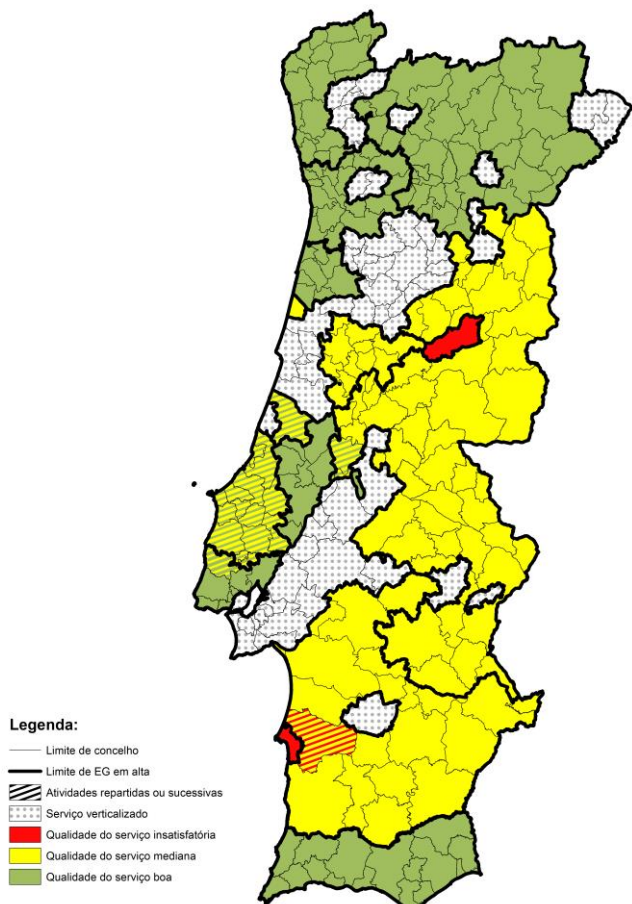 Legenda:
Limite de concelho
Limite de EG em alta
Atividades repartidas ou sucessivas
Serviço verticalizado
Qualidade do serviço insatisfatória
Qualidade do serviço mediana
Qualidade do serviço boa